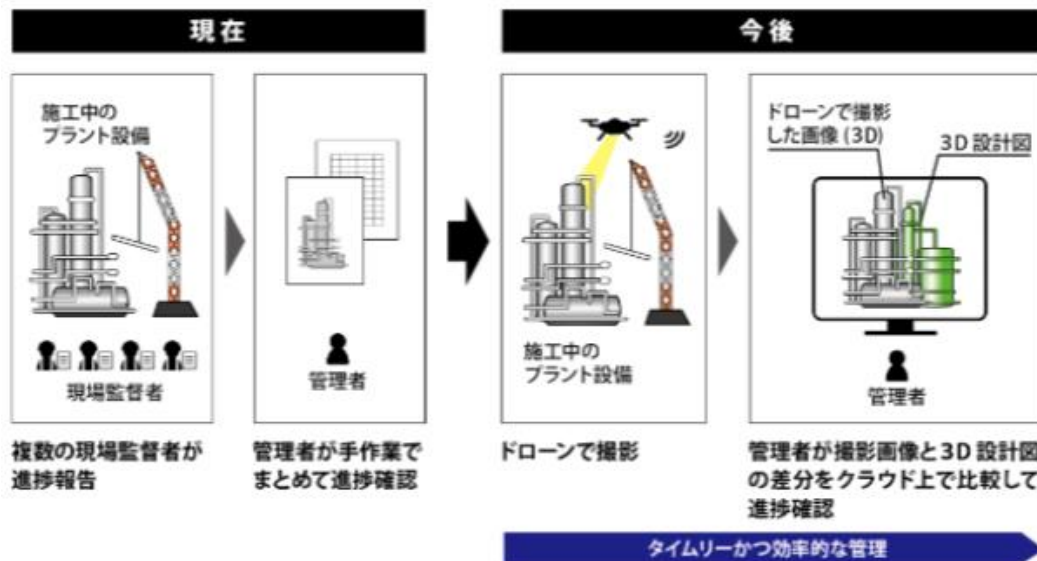 現在
施工中の
プラント設備
現場監督者
複数の現場監督者が
進捗報告
管理者
管理者が手作業で
まとめて進捗確認
今後
施工中の
プラント設備
ドローンで撮影
ドローンで撮影
した画像(3D)
3D 設計図
管理者
管理者が撮影画像と3D 設計図
の差分をクラウド上で比較して
進捗確認
タイムリーかつ効率的な管理